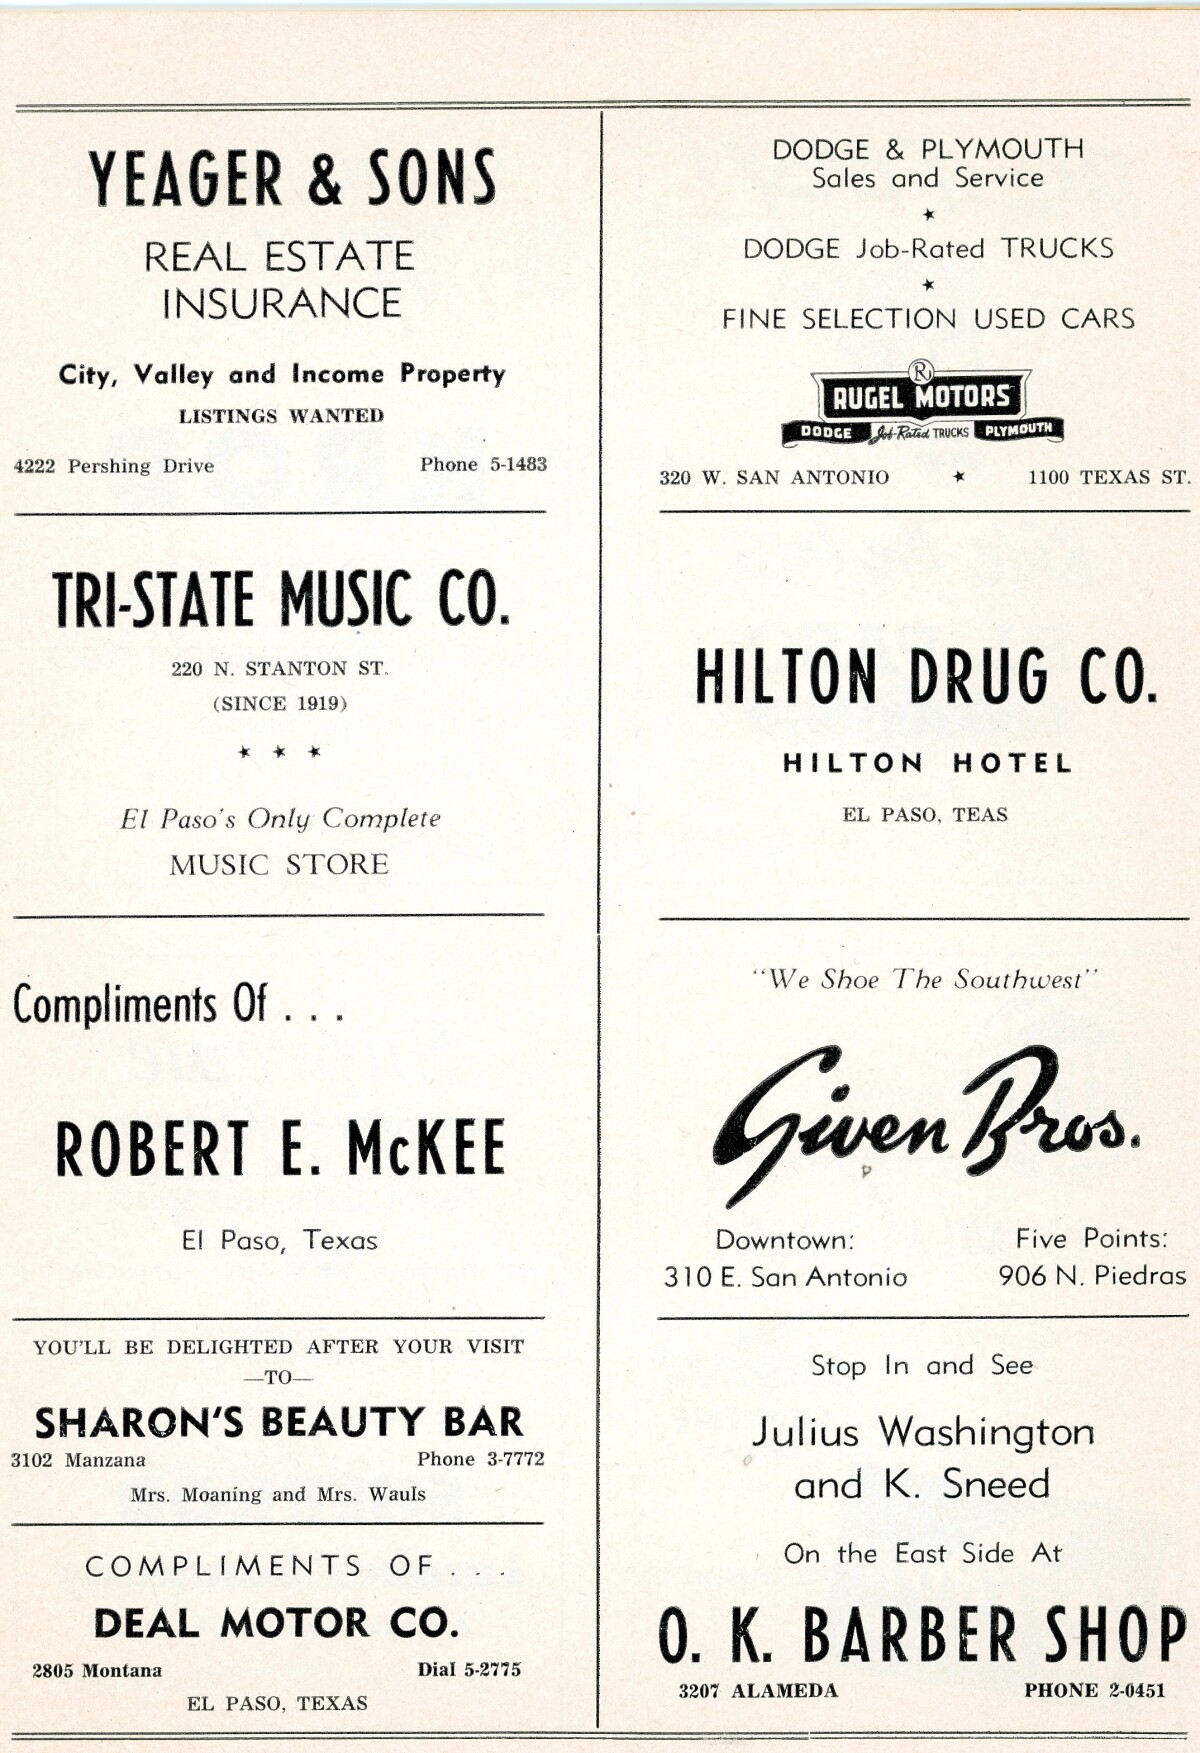 YEAGER & SONS
REAL ESTATE
INSURANCE
City, Valley and Income Property
LISTINGS WANTED
4222 Pershing Drive Phone 5-1483
TRI-STATE MUSIC CO.
220 N. STANTON ST.
(SINCE 1919)
El Paso's Only Complete
MUSIC STORE
Compliments Of . . .
ROBERT E. McKEE
El Paso, Texas
YOU'LL BE DELIGHTED AFTER YOUR VISIT
—TO—
SHARON'S BEAUTY BAR
3102 Manzana Phone 3-7772
Mrs. Moaning and Mrs. Wauls
COMPLIMENTS OF . . .
DEAL MOTOR CO.
2805 Montana Dial 5-2775
EL PASO, TEXAS
DODGE & PLYMOUTH
Sales and Service
DODGE Job-Rated TRUCKS
FINE SELECTION USED CARS
R
RUGEL MOTORS
DODGE Job-Rated TRUCKS PLYMOUTH
320 W. SAN ANTONIO 1100 TEXAS ST.
HILTON DRUG CO.
HILTON HOTEL
EL PASO, TEAS
"We Shoe The Southwest"
Given Bros.
Downtown: Five Points:
310 E. San Antonio 906 N. Piedras
Stop In and See
Julius Washington
and K. Sneed
On the East Side At
O. K. BARBER SHOP
3207 ALAMEDA PHONE 2-0451